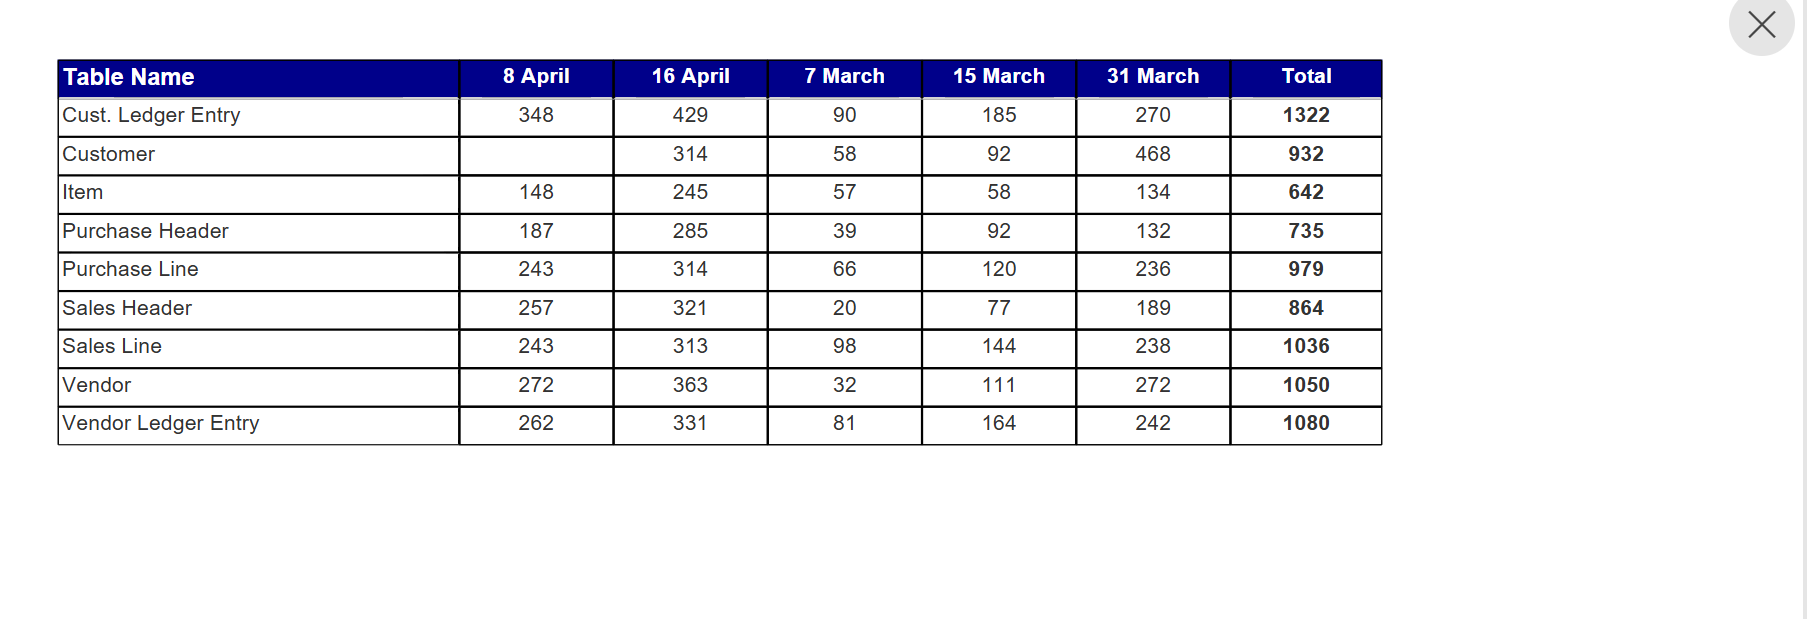 Table Name 8 April 16 April 7 March 15 March 31 March Total
Cust. Ledger Entry 348 429 90 185 270 1322
Customer 314 58 92 468 932
Item 148 245 57 58 134 642
Purchase Header 187 285 39 92 132 735
Purchase Line 243 314 66 120 236 979
Sales Header 257 321 20 77 189 864
Sales Line 243 313 98 144 238 1036
Vendor 272 363 32 111 272 1050
Vendor Ledger Entry 262 331 81 164 242 1080